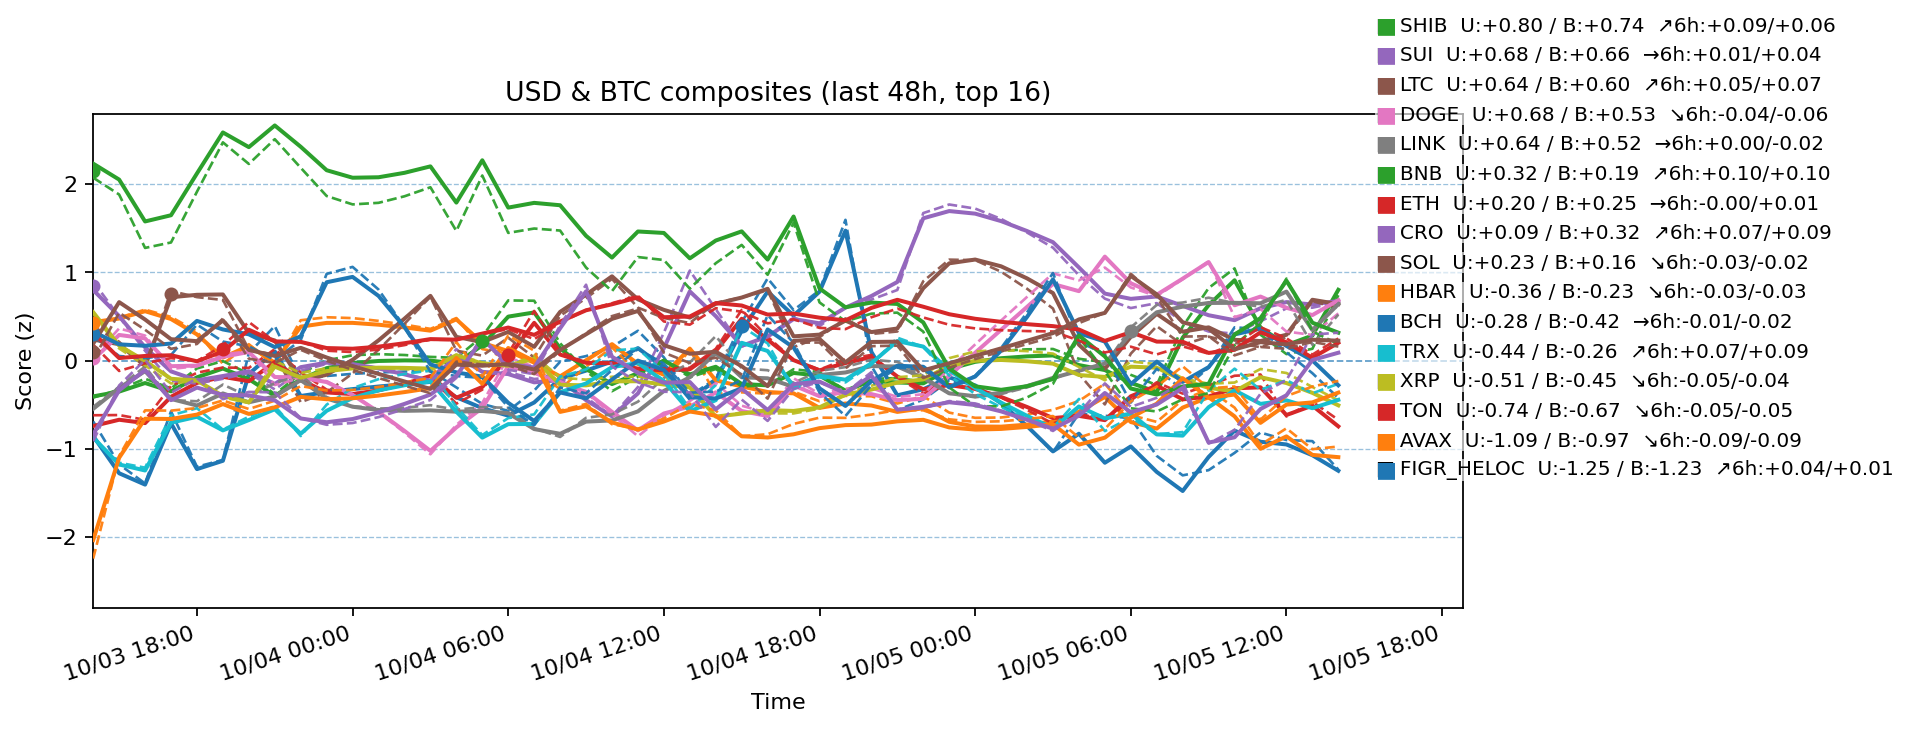 SHIB U:+0.80 / B:+0.74 ↗6h:+0.09/+0.06
SUI U:+0.68 / B:+0.66 →6h:+0.01/+0.04
LTC U:+0.64 / B:+0.60 ↗6h:+0.05/+0.07
DOGE U:+0.68 / B:+0.53 ↘6h:-0.04/-0.06
LINK U:+0.64 / B:+0.52 →6h:+0.00/-0.02
BNB U:+0.32 / B:+0.19 ↗6h:+0.10/+0.10
ETH U:+0.20 / B:+0.25 →6h:-0.00/+0.01
CRO U:+0.09 / B:+0.32 ↗6h:+0.07/+0.09
SOL U:+0.23 / B:+0.16 ↘6h:-0.03/-0.02
HBAR U:-0.36 / B:-0.23 ↘6h:-0.03/-0.03
BCH U:-0.28 / B:-0.42 →6h:-0.01/-0.02
TRX U:-0.44 / B:-0.26 ↗6h:+0.07/+0.09
XRP U:-0.51 / B:-0.45 ↘6h:-0.05/-0.04
TON U:-0.74 / B:-0.67 ↘6h:-0.05/-0.05
AVAX U:-1.09 / B:-0.97 ↘6h:-0.09/-0.09
FIGR_HELOC U:-1.25 / B:-1.23 ↗6h:+0.04/+0.01
USD & BTC composites (last 48h, top 16)
Score (z)
2
1
0
−1
−2
10/03 18:00
10/04 00:00
10/04 06:00
10/04 12:00
10/04 18:00
10/05 00:00
10/05 06:00
10/05 12:00
10/05 18:00
Time